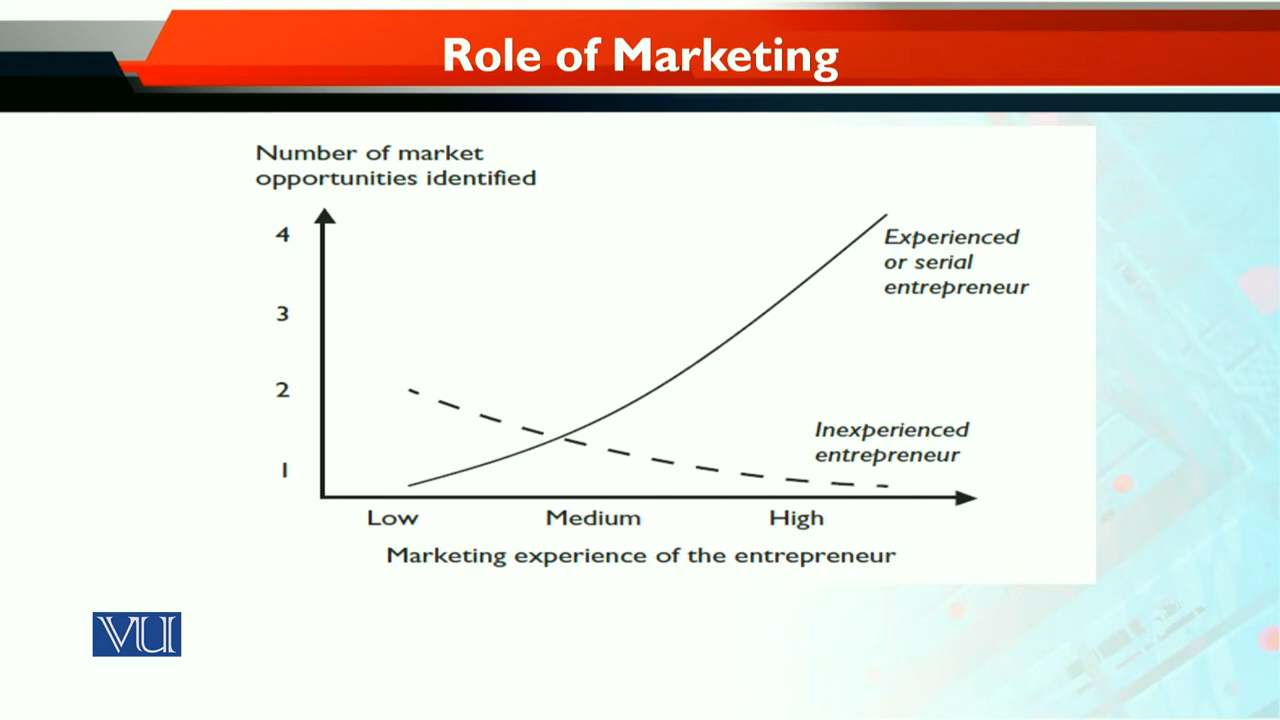 Role of Marketing
Number of market
opportunities identified
4
3
2
1
Experienced
or serial
entrepreneur
Inexperienced
entrepreneur
Low Medium High
Marketing experience of the entrepreneur
VU